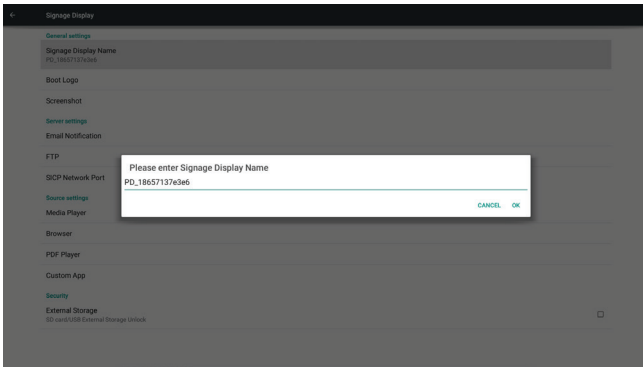 Signage Display
General settings
Signage Display Name
PD_18657137e3e6
Boot Logo
Screenshot
Server settings
Email Notification
FTP
Please enter Signage Display Name
PD_18657137e3e6
CANCEL OK
SICP Network Port
Source settings
Media Player
Browser
PDF Player
Custom App
Security
External Storage
SD-card/USB External Storage Unlock